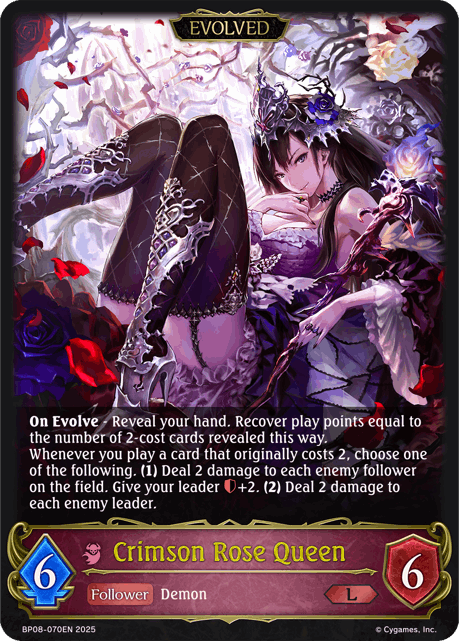 EVOLVED
On Evolve - Reveal your hand. Recover play points equal to
the number of 2-cost cards revealed this way.
Whenever you play a card that originally costs 2, choose one
of the following. (1) Deal 2 damage to each enemy follower
on the field. Give your leader +2. (2) Deal 2 damage to
each enemy leader.
Crimson Rose Queen
6
Follower Demon
L
6
BP08-070EN 2025
© Cygames, Inc.